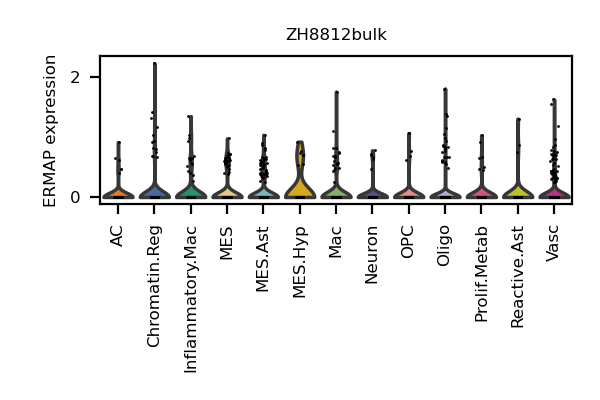 ZH8812bulk
ERMAP expression
2
0
AC
Chromatin.Reg
Inflammatory.Mac
MES
MES.Ast
MES.Hyp
Mac
Neuron
OPC
Oligo
Prolif.Metab
Reactive.Ast
Vasc